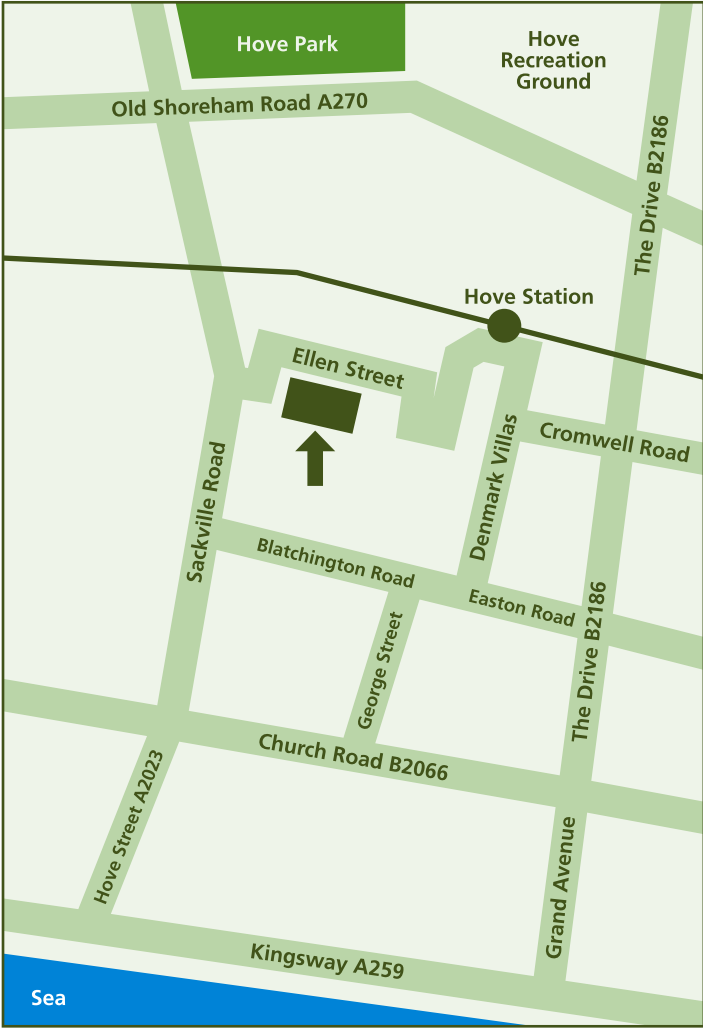 Hove Park
Hove
Recreation
Ground
Old Shoreham Road A270
The Drive B2186
Hove Station
Ellen Street
Cromwell Road
Denmark Villas
Sackville Road
Blatchington Road
Easton Road
The Drive B2186
George Street
Church Road B2066
Hove Street A2023
Grand Avenue
Kingsway A259
Sea